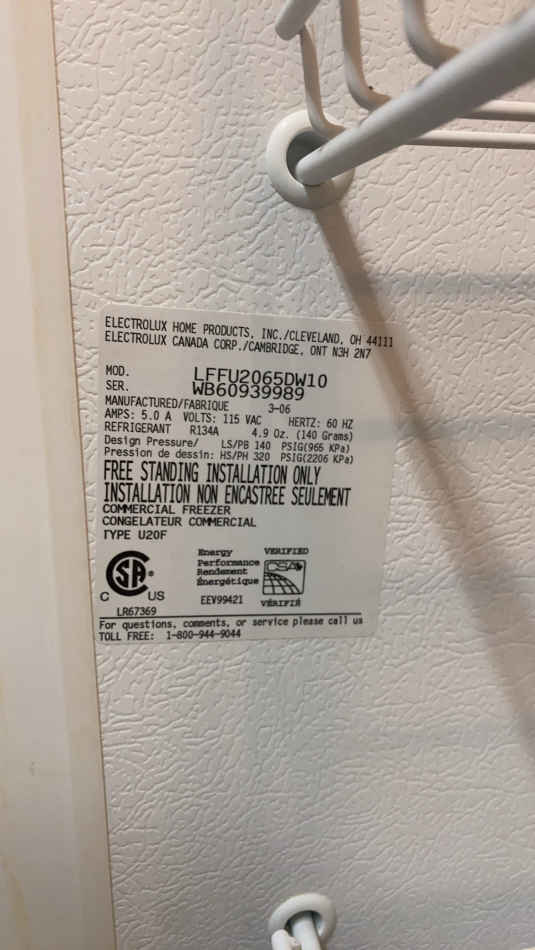 ELECTROLUX HOME PRODUCTS, INC./CLEVELAND, OH 44111
ELECTROLUX CANADA CORP./CAMBRIDGE, ONT N3H 2N7
MOD. LFFU2065DW10
SER. WB60939989
MANUFACTURED/FABRIQUE 3-06
AMPS: 5.0 A VOLTS: 115 VAC HERTZ: 60 HZ
REFRIGERANT R134A 4.9 Oz. (140 Grams)
Design Pressure/ LS/PB 140 PSIG(965 KPa)
Pression de dessin: HS/PH 320 PSIG(2206 KPa)
FREE STANDING INSTALLATION ONLY
INSTALLATION NON ENCASTREE SEULEMENT
COMMERCIAL FREEZER
CONGELATEUR COMMERCIAL
TYPE U20F
Energy VERIFIED
Performance
Rendement
Énergétique
CSA
EEV99421 VÉRIFIÉ
C SA ® US
LR67369
For questions, comments, or service please call us
TOLL FREE: 1-800-944-9044